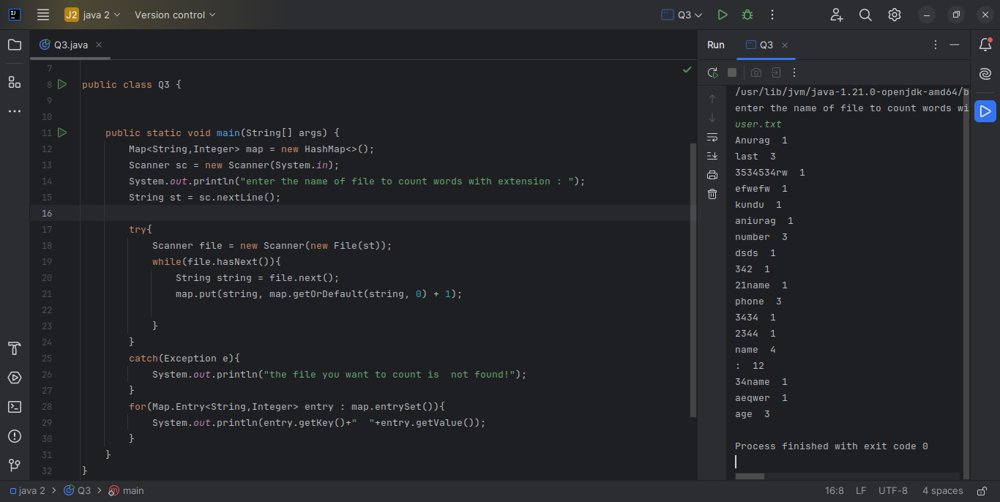 J2 java 2 Version control Q3
Q3.java
7
8 public class Q3 {
9
10
11 public static void main(String[] args) {
12 Map<String,Integer> map = new HashMap<>();
13 Scanner sc = new Scanner(System.in);
14 System.out.println("enter the name of file to count words with extension : ");
15 String st = sc.nextLine();
16
17 try{
18 Scanner file = new Scanner(new File(st));
19 while(file.hasNext()){
20 String string = file.next();
21 map.put(string, map.getOrDefault(string, 0) + 1);
22
23 }
24 }
25 catch(Exception e){
26 System.out.println("the file you want to count is  not found!");
27 }
28 for(Map.Entry<String,Integer> entry : map.entrySet()){
29 System.out.println(entry.getKey()+"  "+entry.getValue());
30 }
31 }
32 }
Run Q3
/usr/lib/jvm/java-1.21.0-openjdk-amd64/b
enter the name of file to count words wi
user.txt
Anurag  1
last  3
3534534rw  1
efwefw  1
kundu  1
aniurag  1
number  3
dsds  1
342  1
21name  1
phone  3
3434  1
2344  1
name  4
:  12
34name  1
aeqwer  1
age  3
Process finished with exit code 0
java 2 > Q3 > main 16:8 LF UTF-8 4 spaces